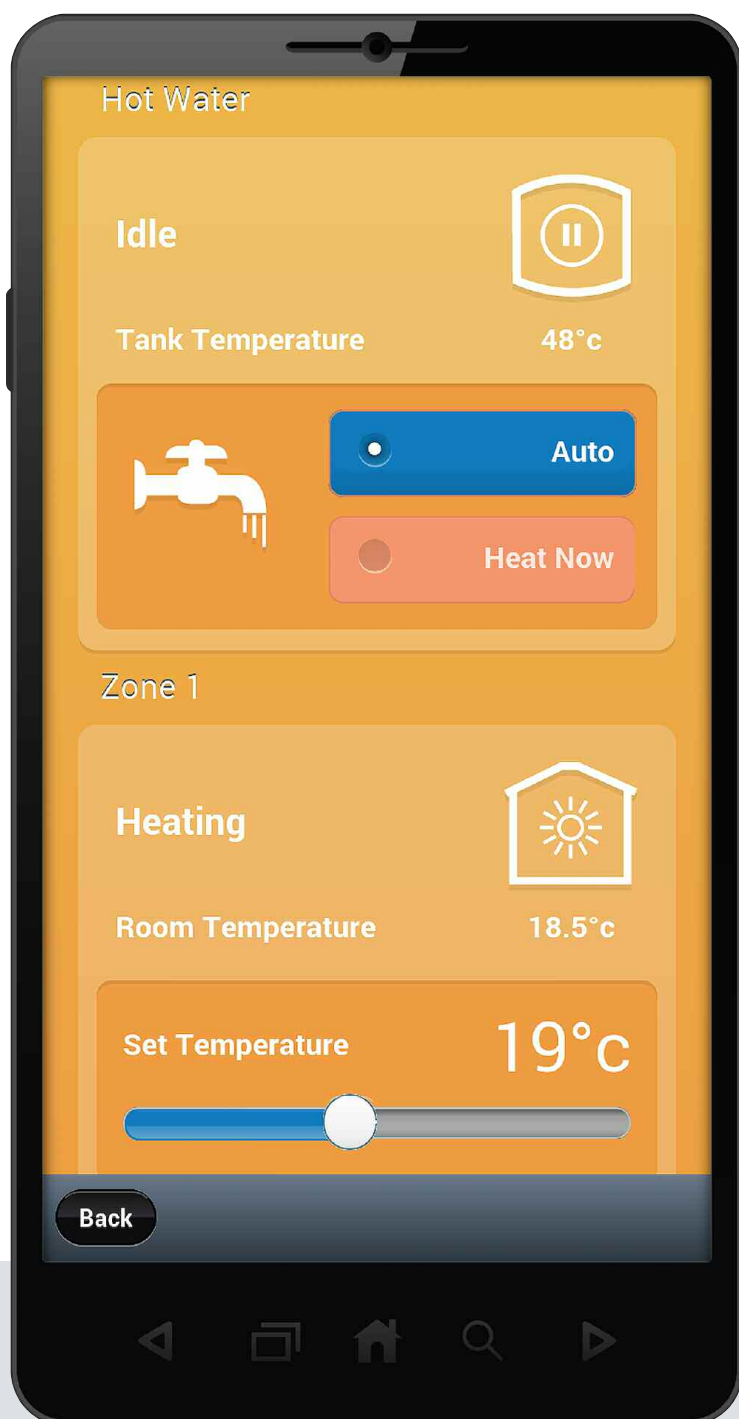 Hot Water
Idle
Tank Temperature 48°c
Auto
Heat Now
Zone 1
Heating
Room Temperature 18.5°c
Set Temperature 19°c
Back